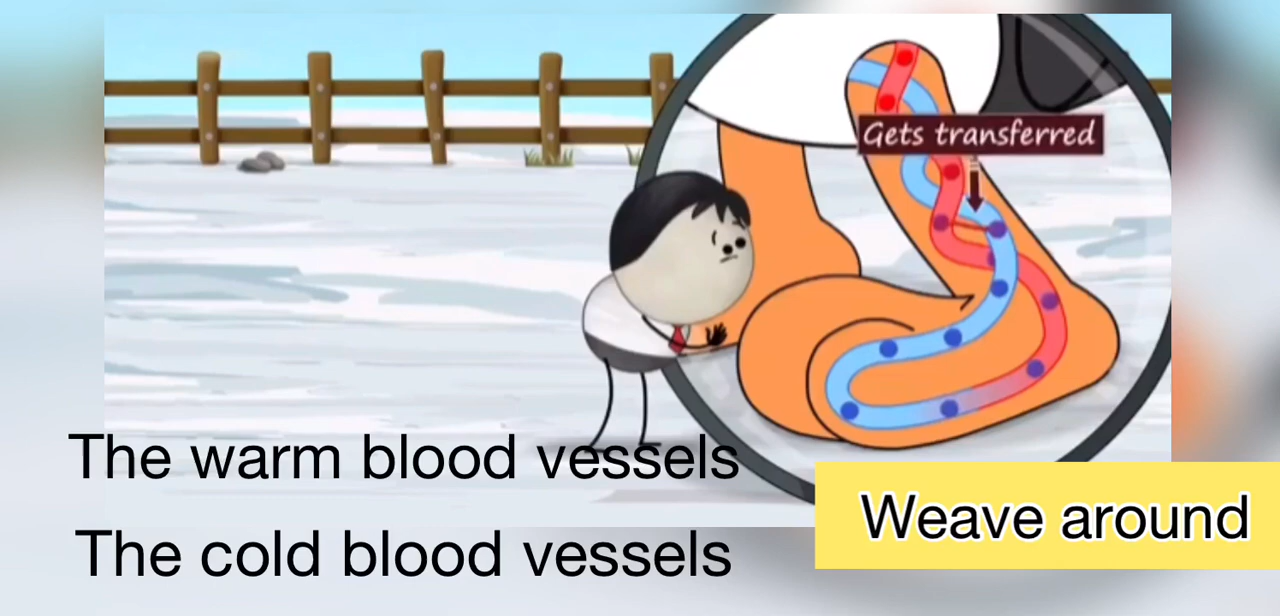 Gets transferred
The warm blood vessels
Weave around
The cold blood vessels